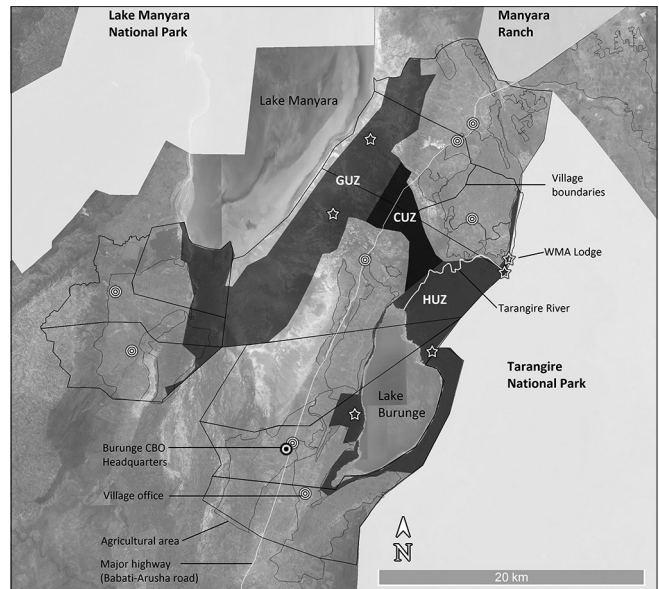 Lake Manyara
National Park
Manyara
Ranch
Lake Manyara
GUZ
Village
boundaries
CUZ
WMA Lodge
HUZ
Tarangire River
Tarangire
National Park
Lake
Burunge
Burunge CBO
Headquarters
Village office
Agricultural area
Major highway
(Babati-Arusha road)
N
20 km